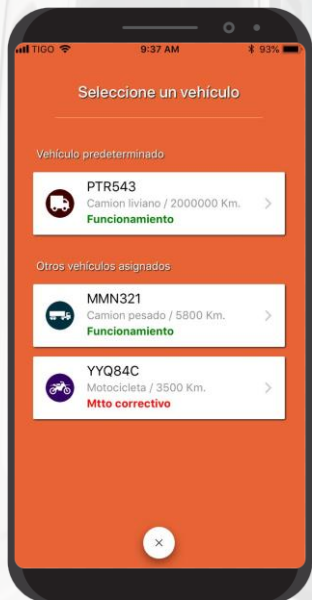 TIGO 9:37 AM 93%
Seleccione un vehículo
Vehículo predeterminado
PTR543
Camion liviano / 2000000 Km.
Funcionamiento
Otros vehículos asignados
MMN321
Camion pesado / 5800 Km.
Funcionamiento
YYQ84C
Motocicleta / 3500 Km.
Mtto correctivo